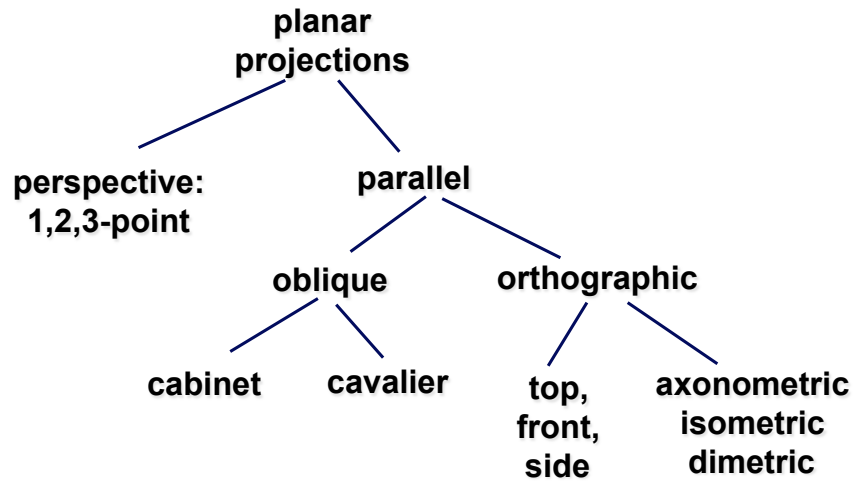 planar
projections
perspective:
1,2,3-point
parallel
oblique
orthographic
cabinet
cavalier
top,
front,
side
axonometric
isometric
dimetric